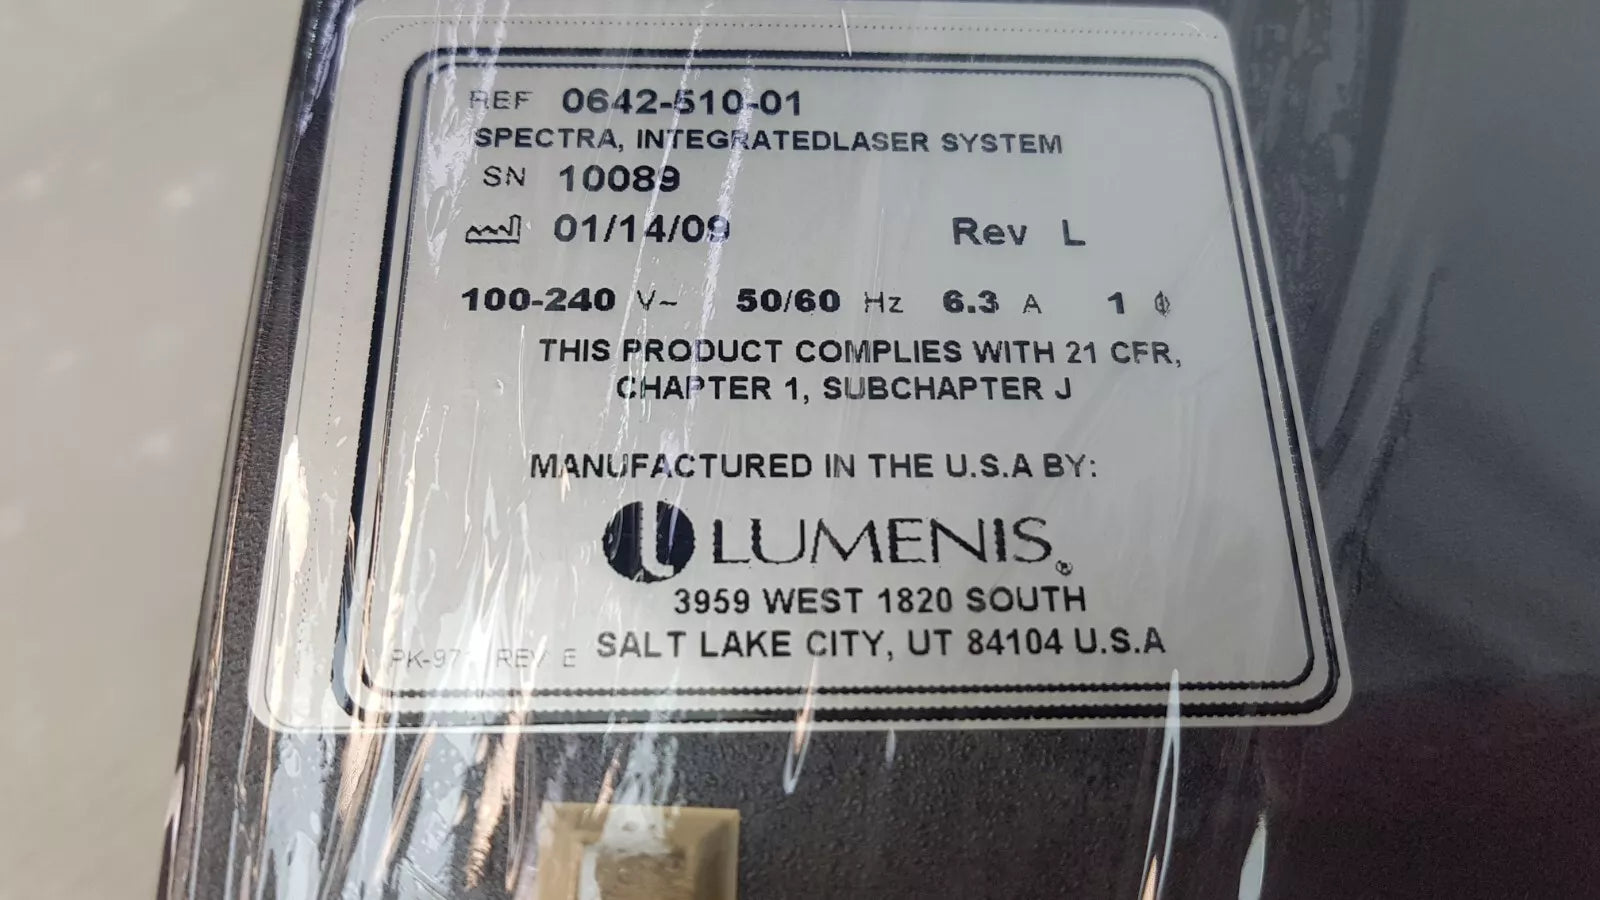 REF 0642-510-01
SPECTRA, INTEGRATEDLASER SYSTEM
SN 10089
01/14/09 Rev L
100-240 V~ 50/60 Hz 6.3 A 1 ϕ
THIS PRODUCT COMPLIES WITH 21 CFR,
CHAPTER 1, SUBCHAPTER J
MANUFACTURED IN THE U.S.A BY:
LUMENIS®
3959 WEST 1820 SOUTH
SALT LAKE CITY, UT 84104 U.S.A
REV E